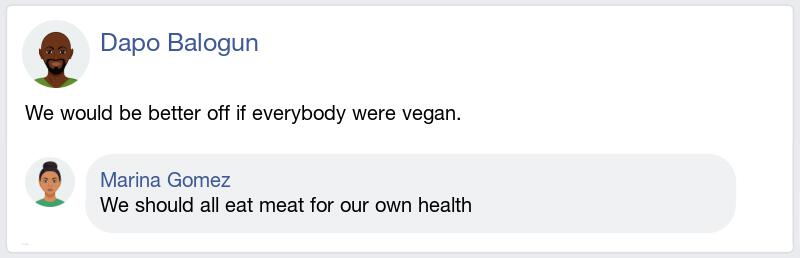 Dapo Balogun
We would be better off if everybody were vegan.
Marina Gomez
We should all eat meat for our own health